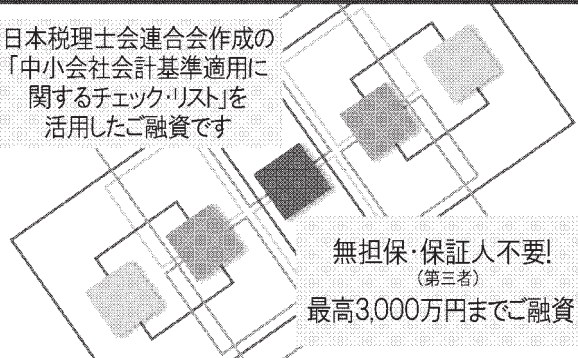 日本税理士会連合会作成の
「中小会社会計基準適用に
関するチェック・リスト」を
活用したご融資です
無担保・保証人不要!
(第三者)
最高3,000万円までご融資